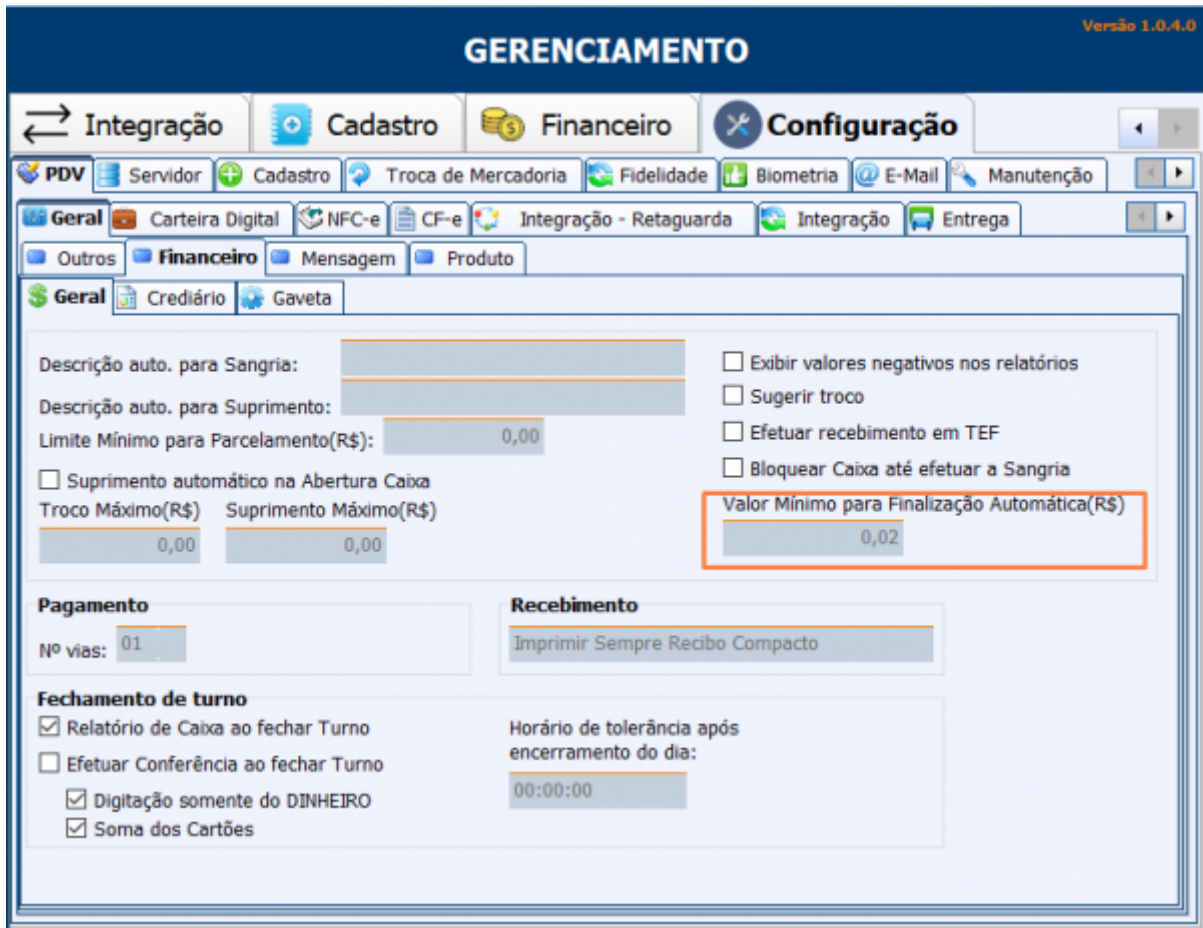 Versão 1.0.4.0
GERENCIAMENTO
Integração Cadastro Financeiro Configuração
PDV Servidor Cadastro Troca de Mercadoria Fidelidade Biometria E-Mail Manutenção
Geral Carteira Digital NFC-e CF-e Integração - Retaguarda Integração Entrega
Outros Financeiro Mensagem Produto
Geral Crediário Gaveta
Descrição auto. para Sangria:
Exibir valores negativos nos relatórios
Sugerir troco
Descrição auto. para Suprimento:
Limite Mínimo para Parcelamento(R$): 0,00
Efetuar recebimento em TEF
Bloquear Caixa até efetuar a Sangria
Suprimento automático na Abertura Caixa
Troco Máximo(R$) Suprimento Máximo(R$)
Valor Mínimo para Finalização Automática(R$)
0,00 0,00
0,02
Pagamento
Nº vias: 01
Recebimento
Imprimir Sempre Recibo Compacto
Fechamento de turno
Relatório de Caixa ao fechar Turno
Efetuar Conferência ao fechar Turno
Digitação somente do DINHEIRO
Soma dos Cartões
Horário de tolerância após
encerramento do dia:
00:00:00